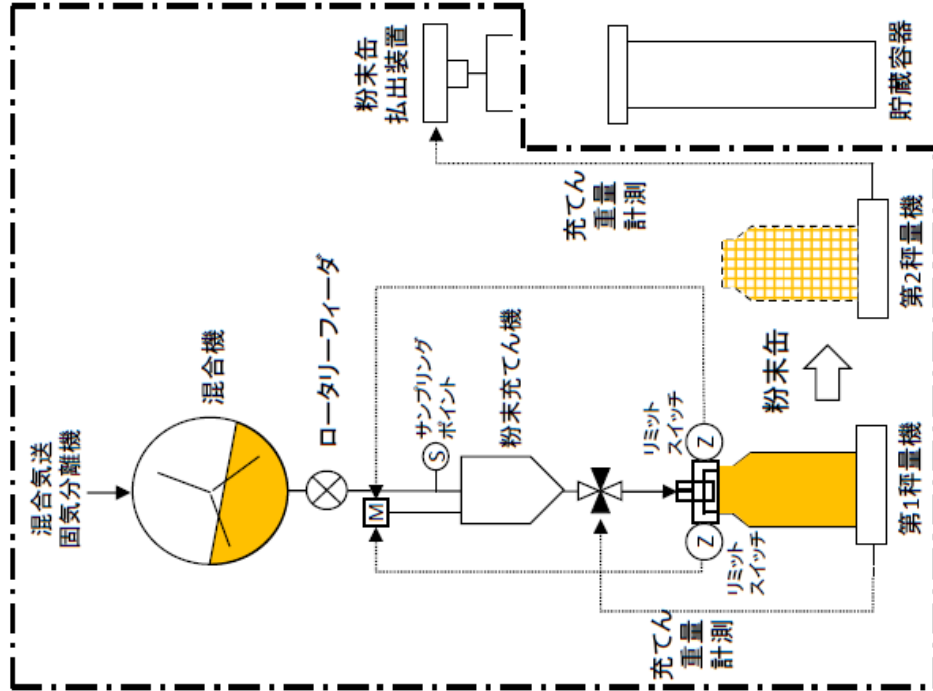 混合気送
固気分離機
混合機
ロータリーフィーダ
M
S
サンプリング
ポイント
粉末充てん機
Z
Z
リミット
スイッチ
リミット
スイッチ
充てん
重量
計測
第1秤量機
粉末缶
第2秤量機
充てん
重量
計測
粉末缶
払出装置
貯蔵容器